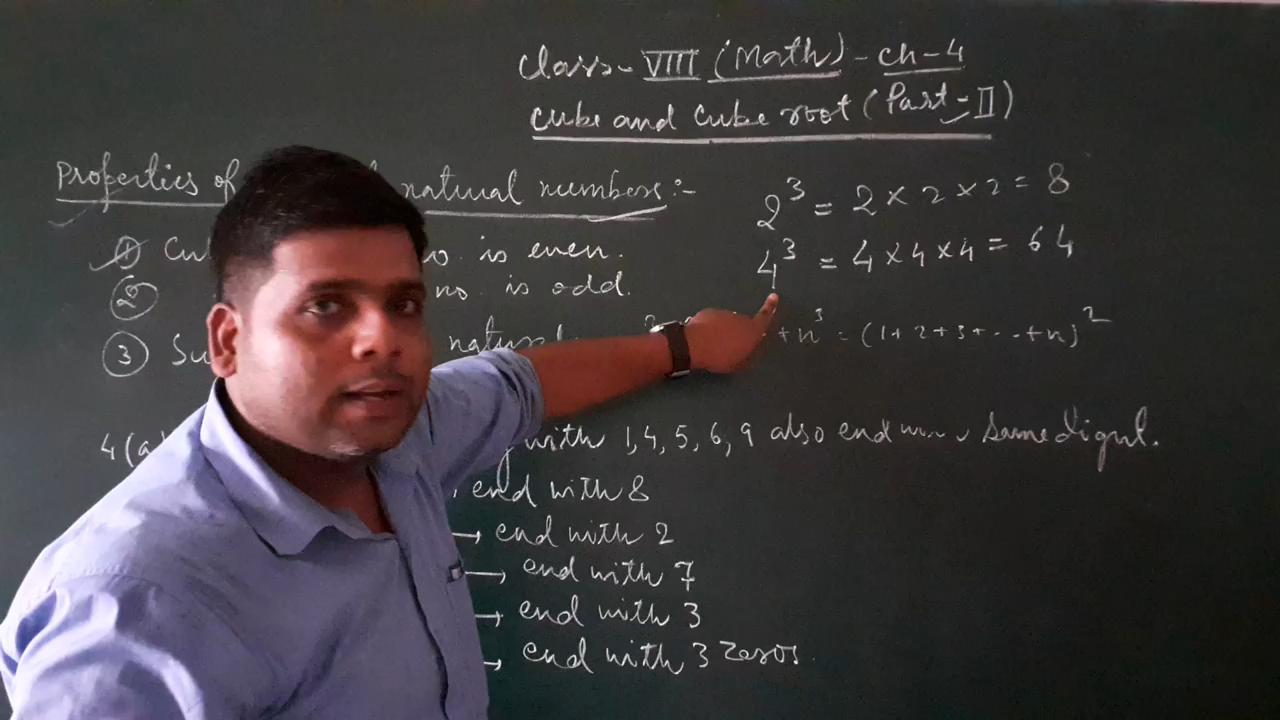 Class - VIII (Math) - Ch-4
Cube and Cube root (Part - II)
Properties of natural numbers :-
① Cu no. is even.
② no. is odd.
③ Su natural + n³ = (1+2+3+...+n)²
2³ = 2 × 2 × 2 = 8
4³ = 4 × 4 × 4 = 64
4(a) with 1, 4, 5, 6, 9 also end same digit.
end with 8
→ end with 2
→ end with 7
→ end with 3
→ end with 3 zeros.